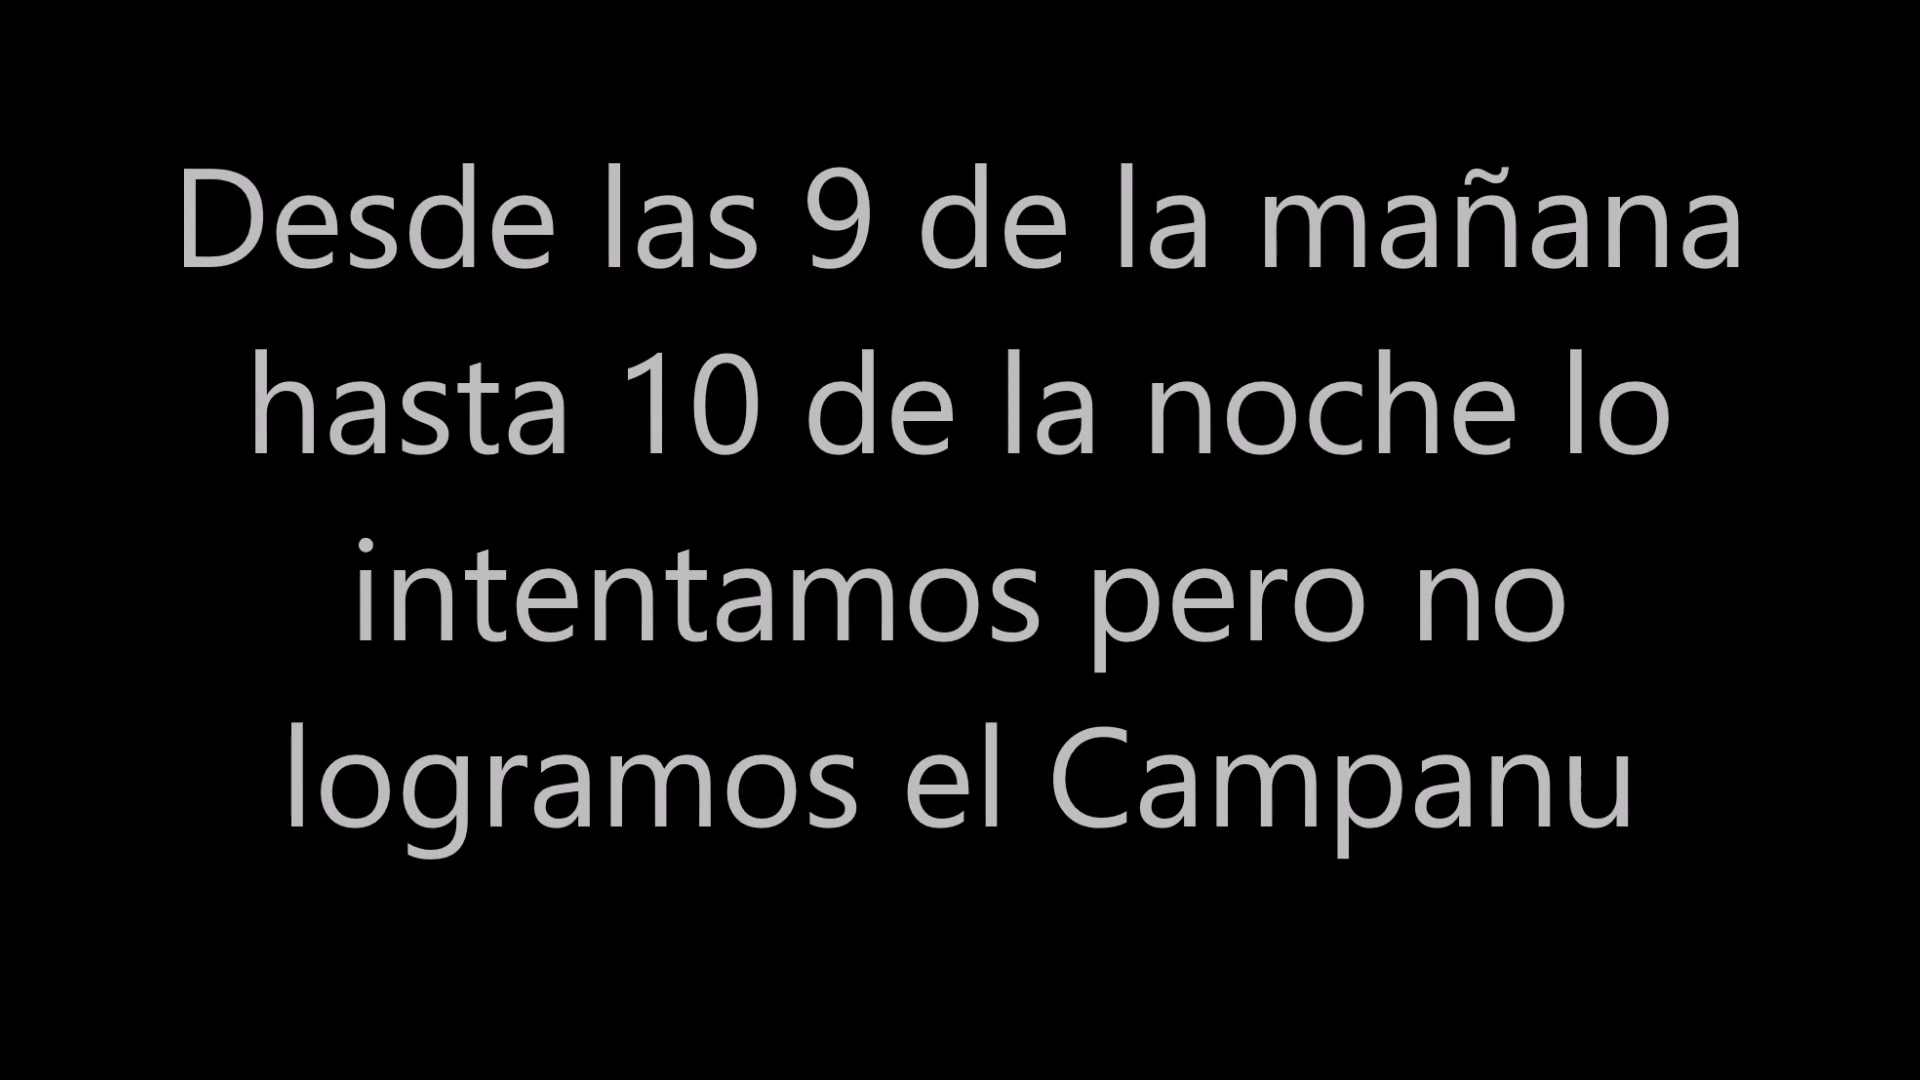 Desde las 9 de la mañana
hasta 10 de la noche lo
intentamos pero no
logramos el Campanu